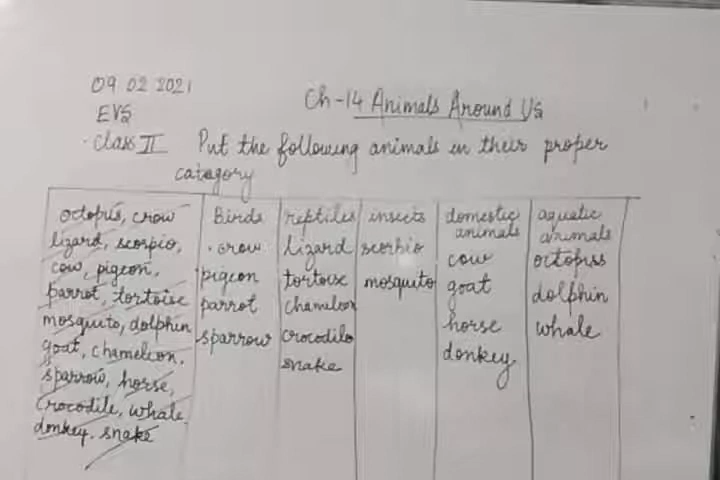 09.02.2021
Ch-14 Animals Around Us
EVS
Class II Put the following animals in their proper
catagory
octopus, crow
lizard, scorpio,
cow, pigeon,
parrot, tortoise
mosquito, dolphin
goat, chameleon,
sparrow, horse,
crocodile, whale
donkey, snake
Birds
crow
pigeon
parrot
sparrow
reptiles
lizard
tortoise
chameleon
crocodile
snake
insects
scorpio
mosquito
domestic
animals
cow
goat
horse
donkey
aquatic
animals
octopss
dolphin
whale